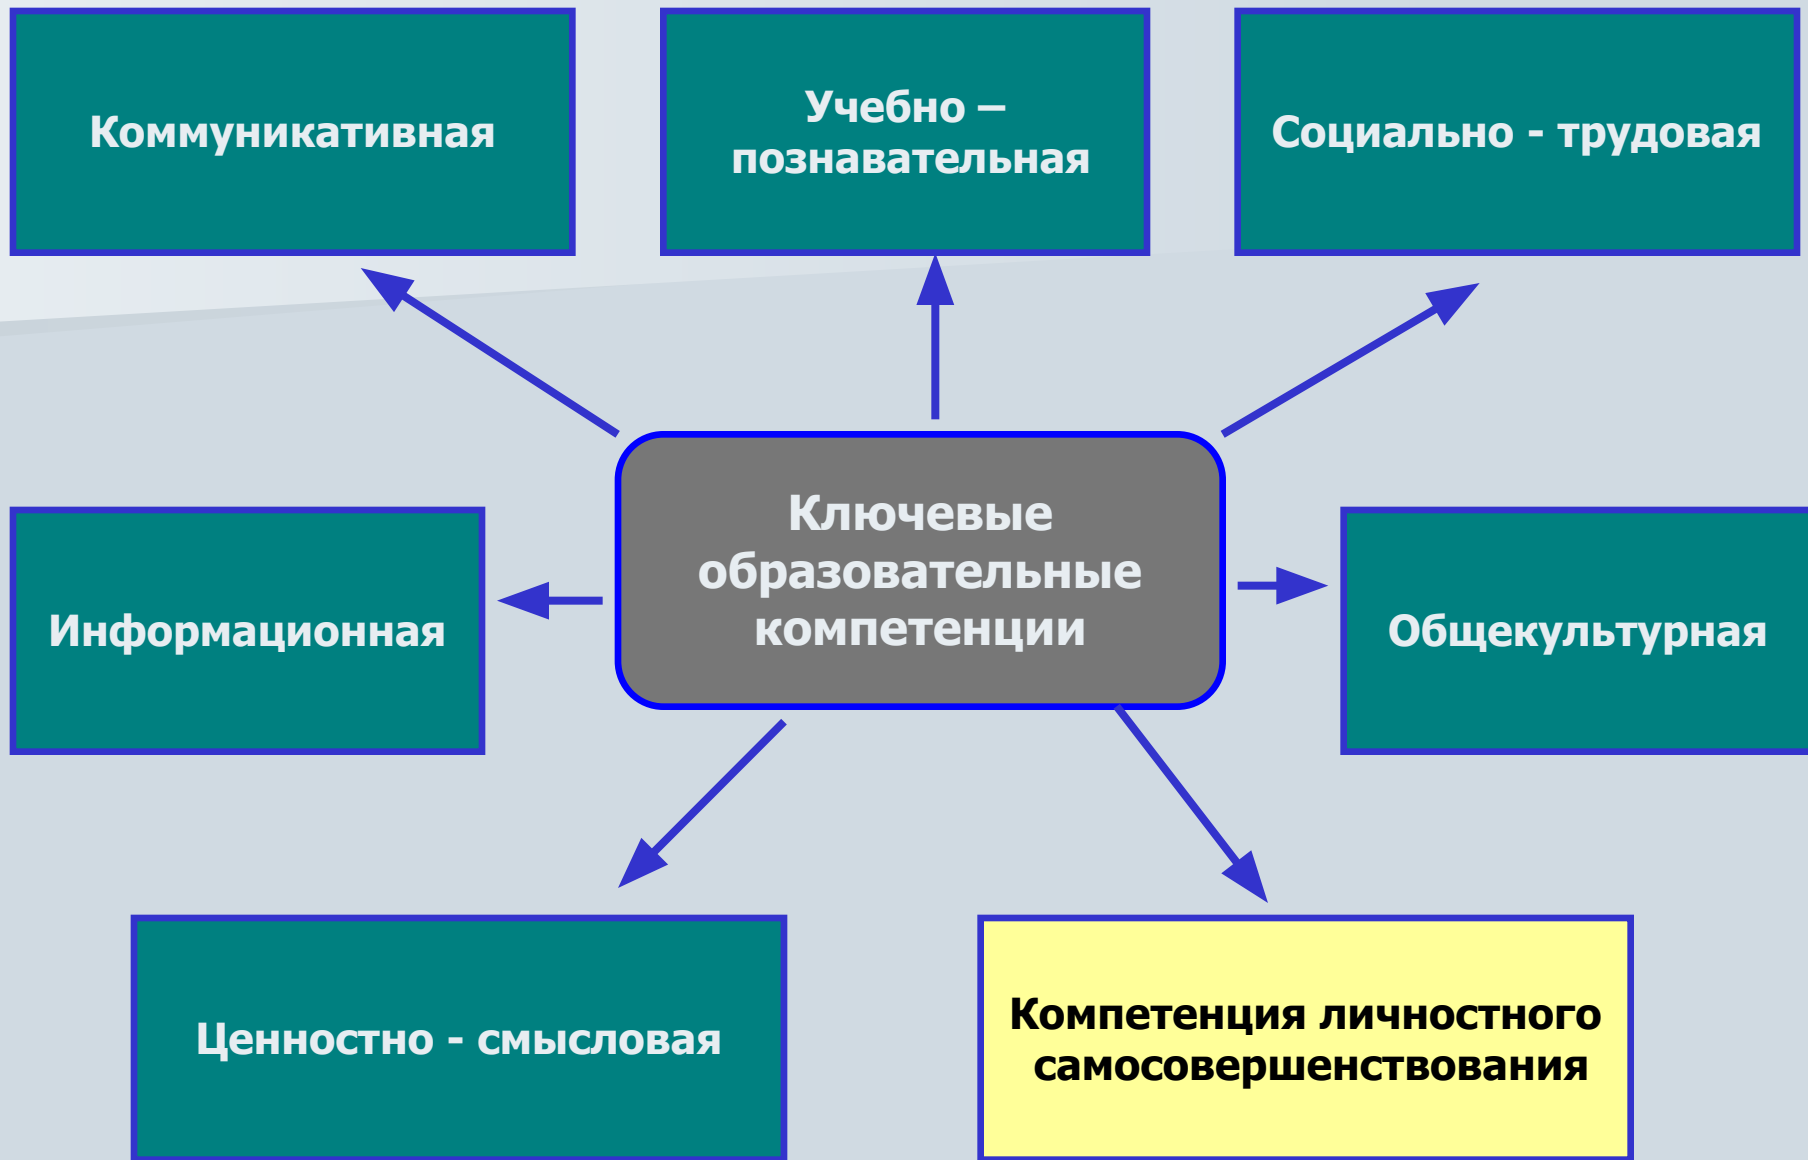 Коммуникативная
Учебно –
познавательная
Социально - трудовая
Ключевые
образовательные
компетенции
Информационная
Общекультурная
Ценностно - смысловая
Компетенция личностного
самосовершенствования